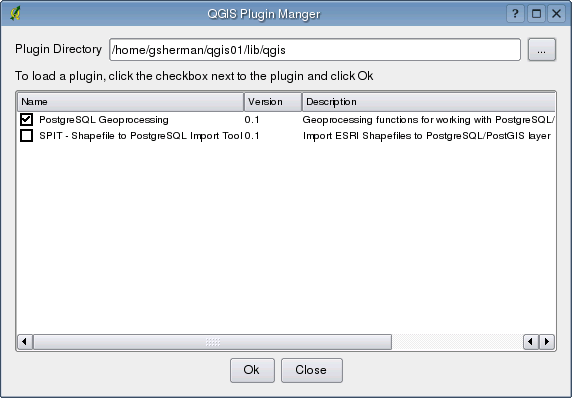 QGIS Plugin Manger
?
Plugin Directory /home/gsherman/qgis01/lib/qgis ...
To load a plugin, click the checkbox next to the plugin and click Ok
Name Version Description
PostgreSQL Geoprocessing 0.1 Geoprocessing functions for working with PostgreSQL/
SPIT - Shapefile to PostgreSQL Import Tool 0.1 Import ESRI Shapefiles to PostgreSQL/PostGIS layer
Ok Close